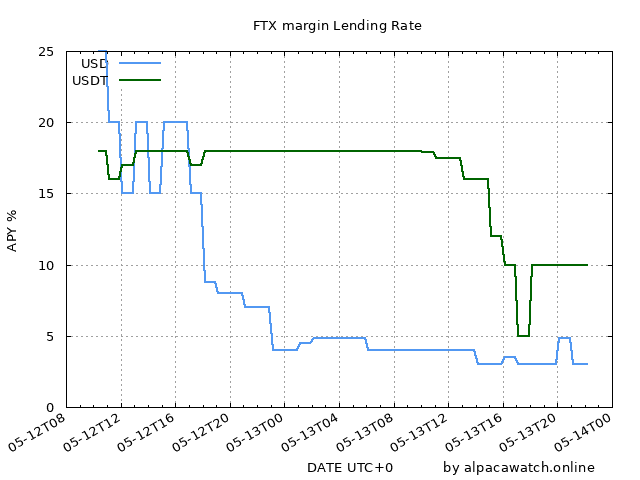 FTX margin Lending Rate
25
20
15
10
5
0
APY %
USD
USDT
05-12T08
05-12T12
05-12T16
05-12T20
05-13T00
05-13T04
05-13T08
05-13T12
05-13T16
05-13T20
05-14T00
DATE UTC+0
by alpacawatch.online